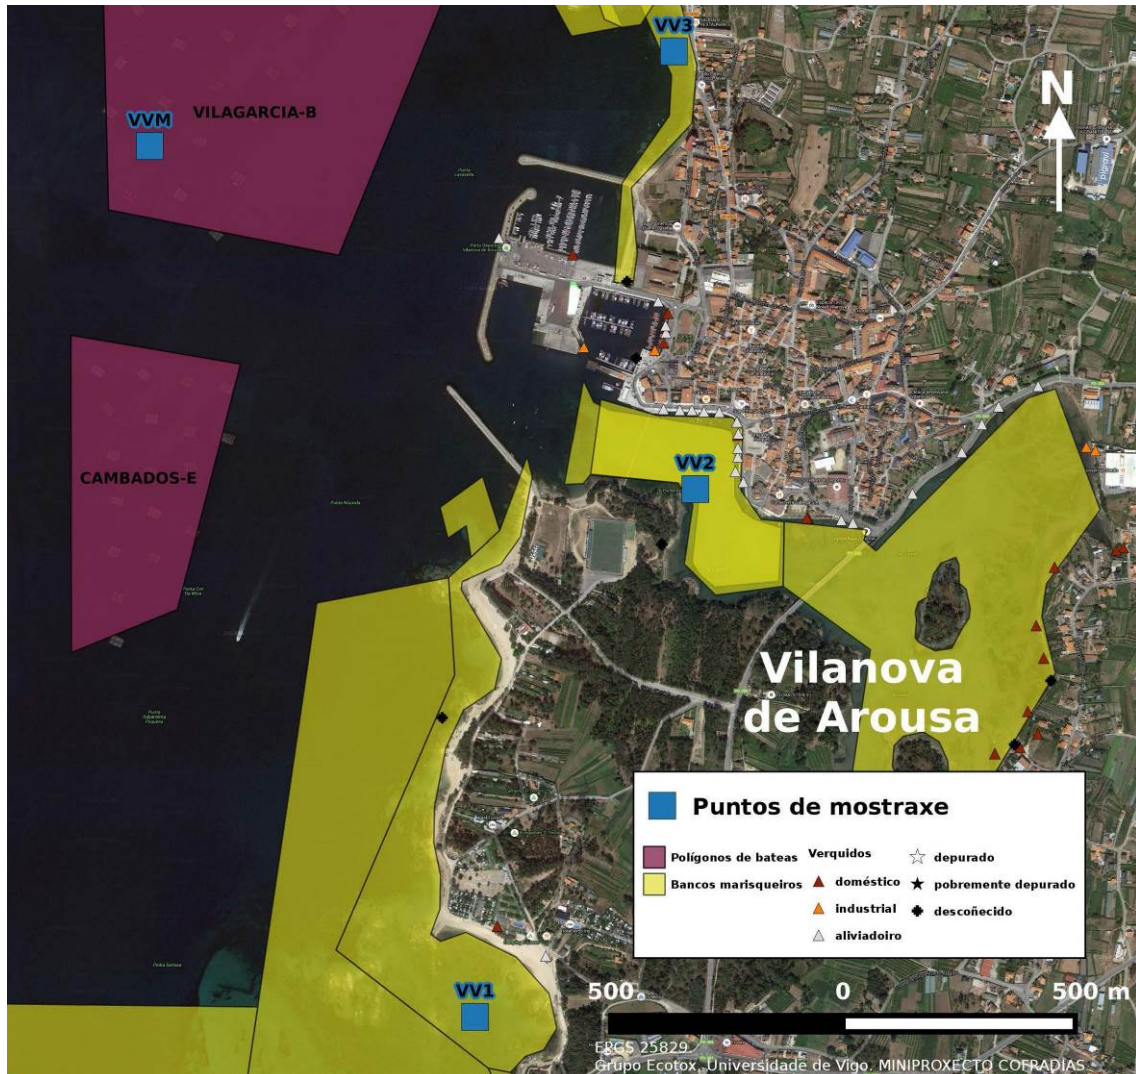 VV3
N
VVM
VILAGARCIA-B
CAMBADOS-E
VV2
Vilanova
de Arousa
Puntos de mostraxe
Polígonos de bateas
Bancos marisqueiros
Verquidos
doméstico
industrial
aliviadoiro
depurado
pobremente depurado
descoñecido
VV1
500 0 500 m
EPGS 25829
Grupo Ecotox, Universidade de Vigo. MINIPROXECTO COFRADÍAS